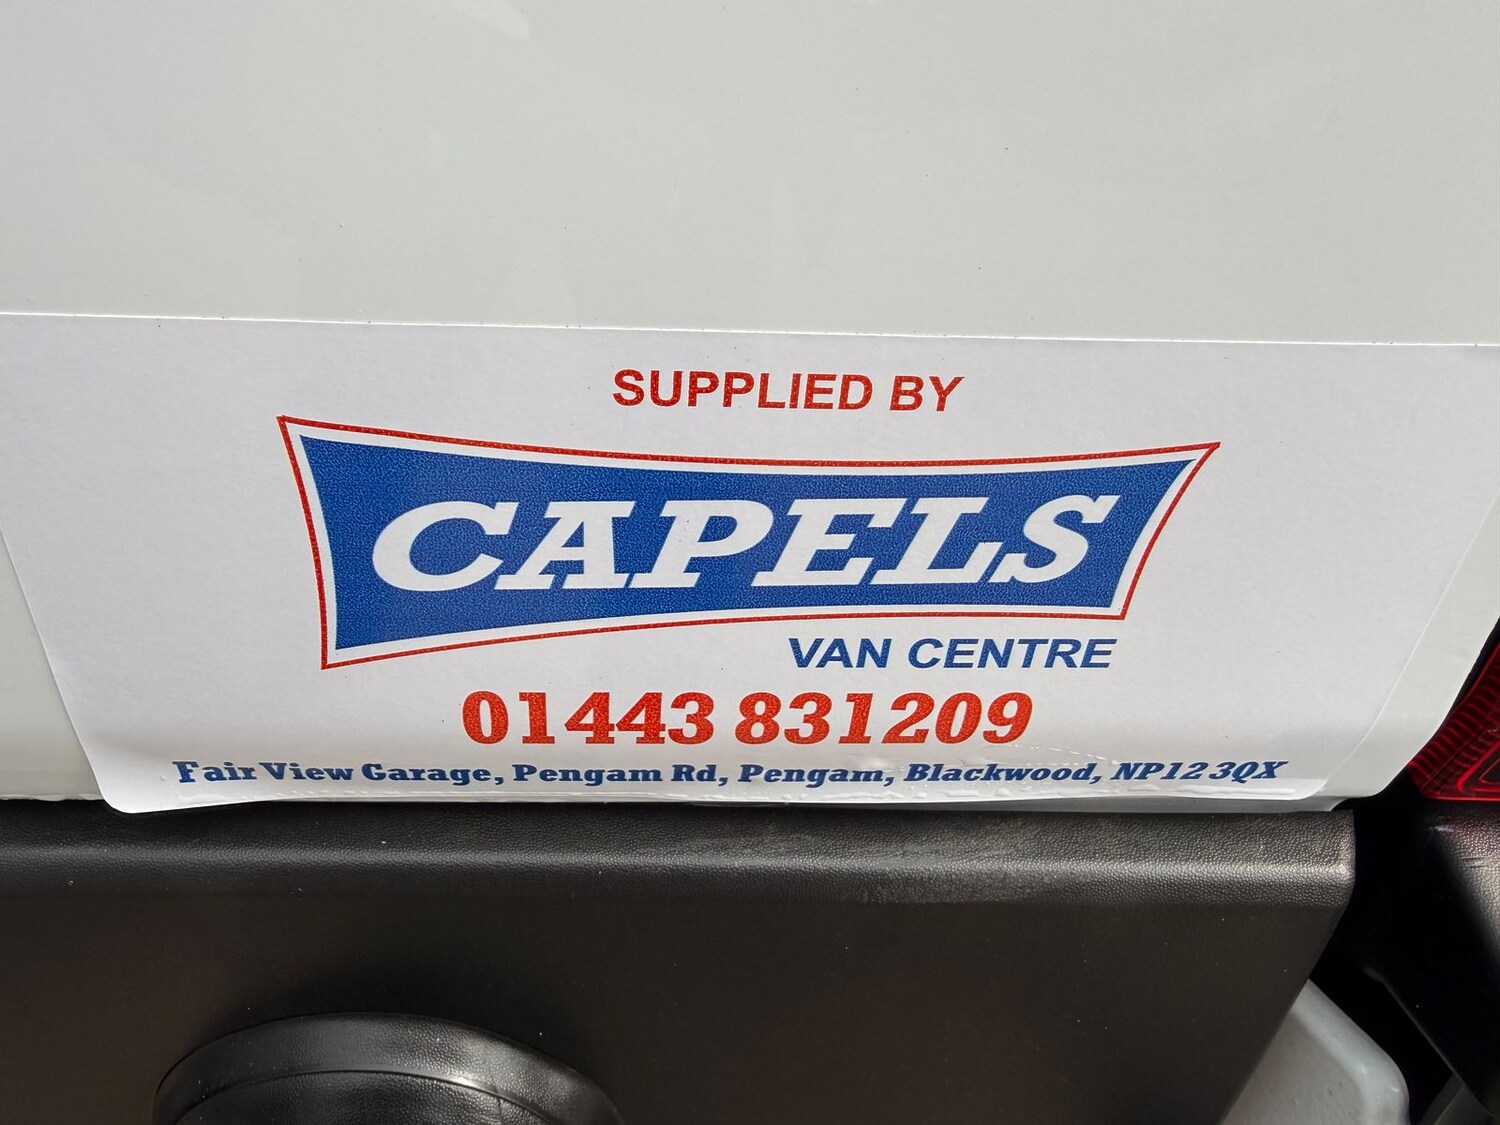 SUPPLIED BY
CAPELS
VAN CENTRE
01443 831209
Fair View Garage, Pengam Rd, Pengam, Blackwood, NP12 3QX